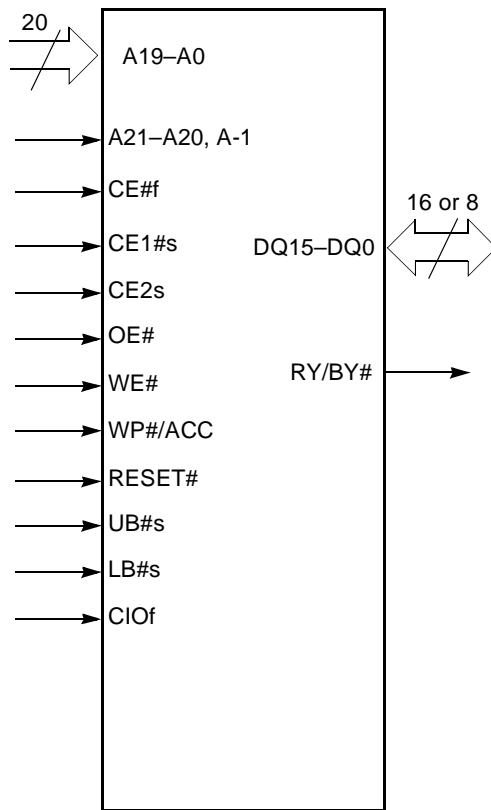 20
A19–A0
A21–A20, A-1
CE#f
16 or 8
CE1#s
DQ15–DQ0
CE2s
OE#
WE#
RY/BY#
WP#/ACC
RESET#
UB#s
LB#s
CIOf